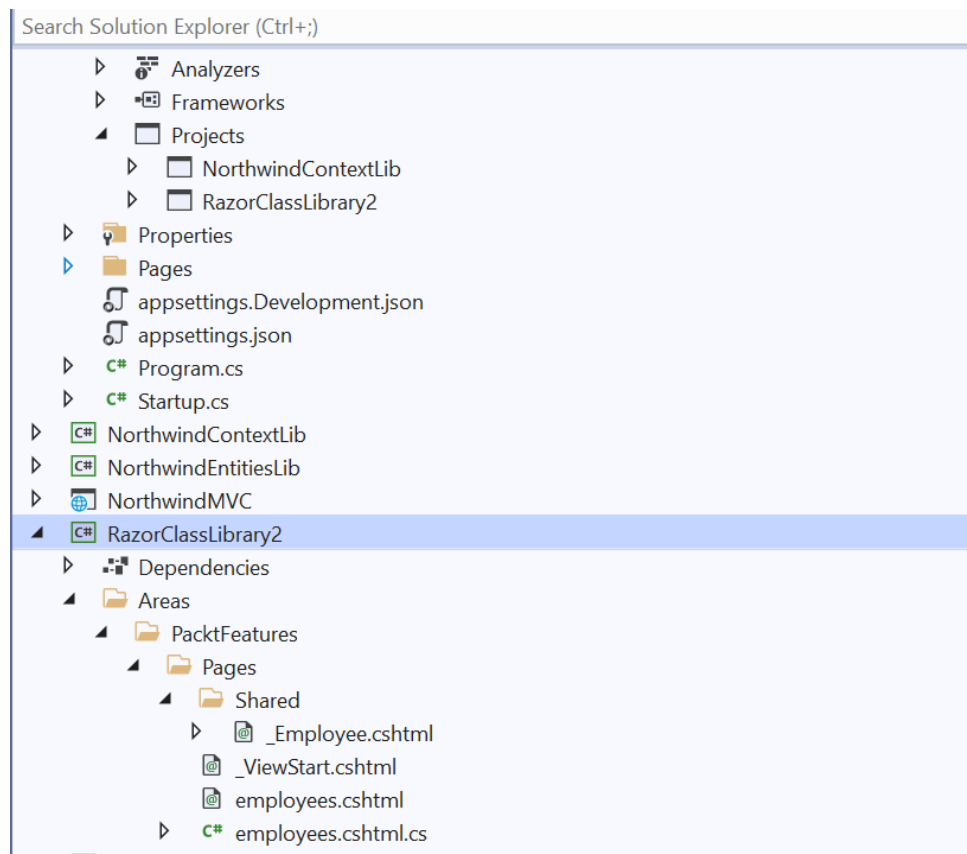 Search Solution Explorer (Ctrl+;)
Analyzers
Frameworks
Projects
NorthwindContextLib
RazorClassLibrary2
Properties
Pages
appsettings.Development.json
appsettings.json
C# Program.cs
C# Startup.cs
C# NorthwindContextLib
C# NorthwindEntitiesLib
NorthwindMVC
C# RazorClassLibrary2
Dependencies
Areas
PacktFeatures
Pages
Shared
_Employee.cshtml
_ViewStart.cshtml
employees.cshtml
C# employees.cshtml.cs